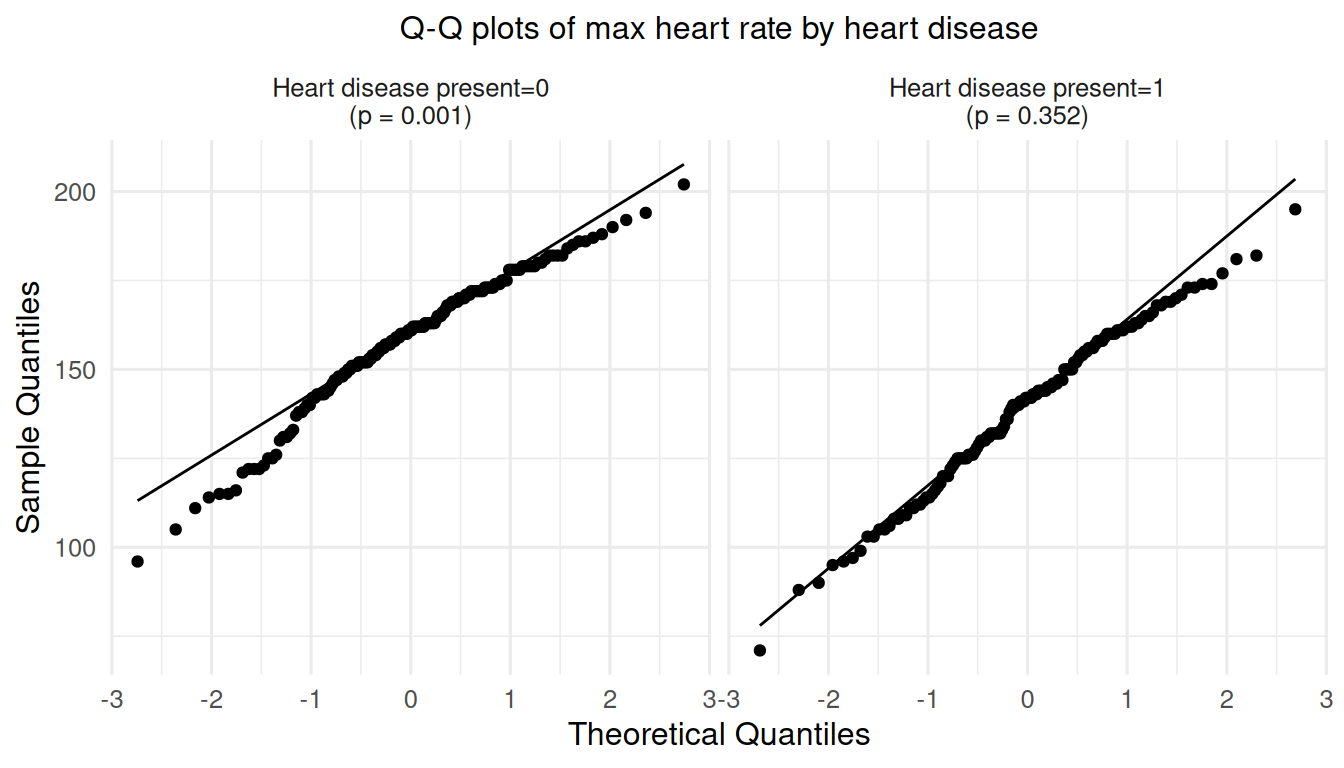 Q-Q plots of max heart rate by heart disease
Heart disease present=0
(p = 0.001)
Heart disease present=1
(p = 0.352)
Sample Quantiles
200
150
100
-3 -2 -1 0 1 2 3 -3 -2 -1 0 1 2 3
Theoretical Quantiles